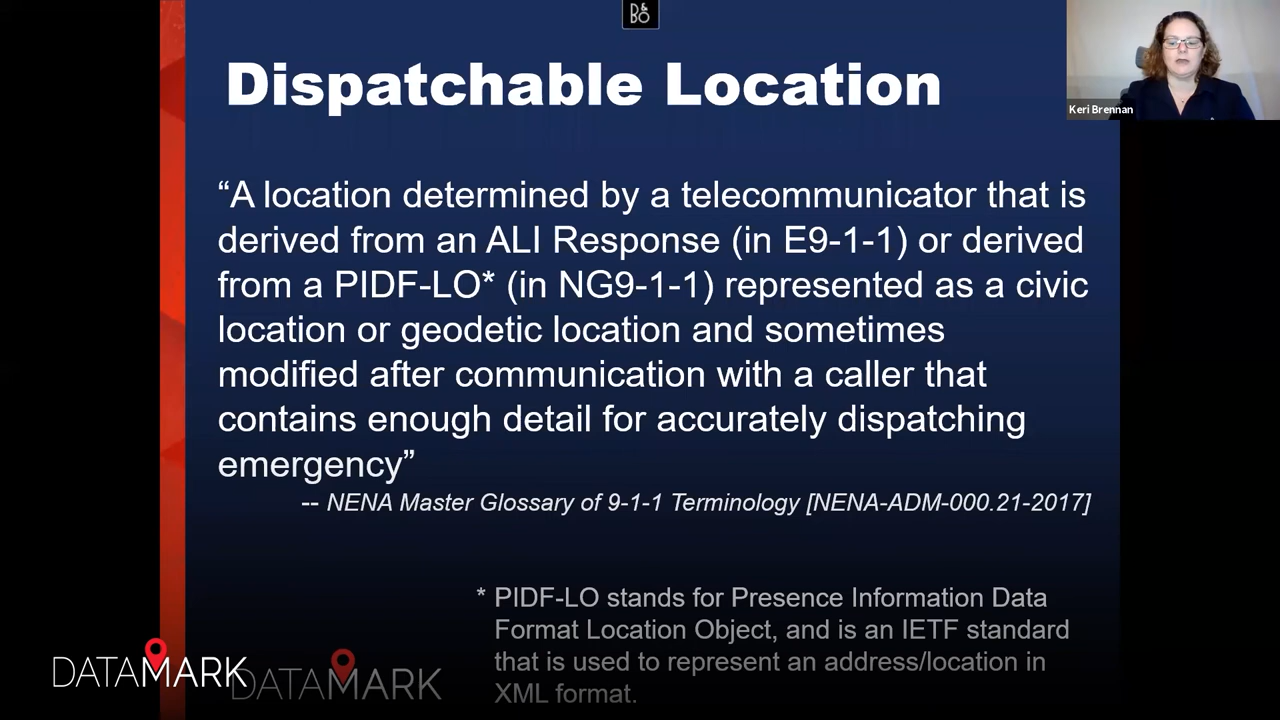 B&O
Dispatchable Location
Keri Brennan
“A location determined by a telecommunicator that is
derived from an ALI Response (in E9-1-1) or derived
from a PIDF-LO* (in NG9-1-1) represented as a civic
location or geodetic location and sometimes
modified after communication with a caller that
contains enough detail for accurately dispatching
emergency”
-- NENA Master Glossary of 9-1-1 Terminology [NENA-ADM-000.21-2017]
* PIDF-LO stands for Presence Information Data
Format Location Object, and is an IETF standard
that is used to represent an address/location in
XML format.
DATAMARK
DATAMARK